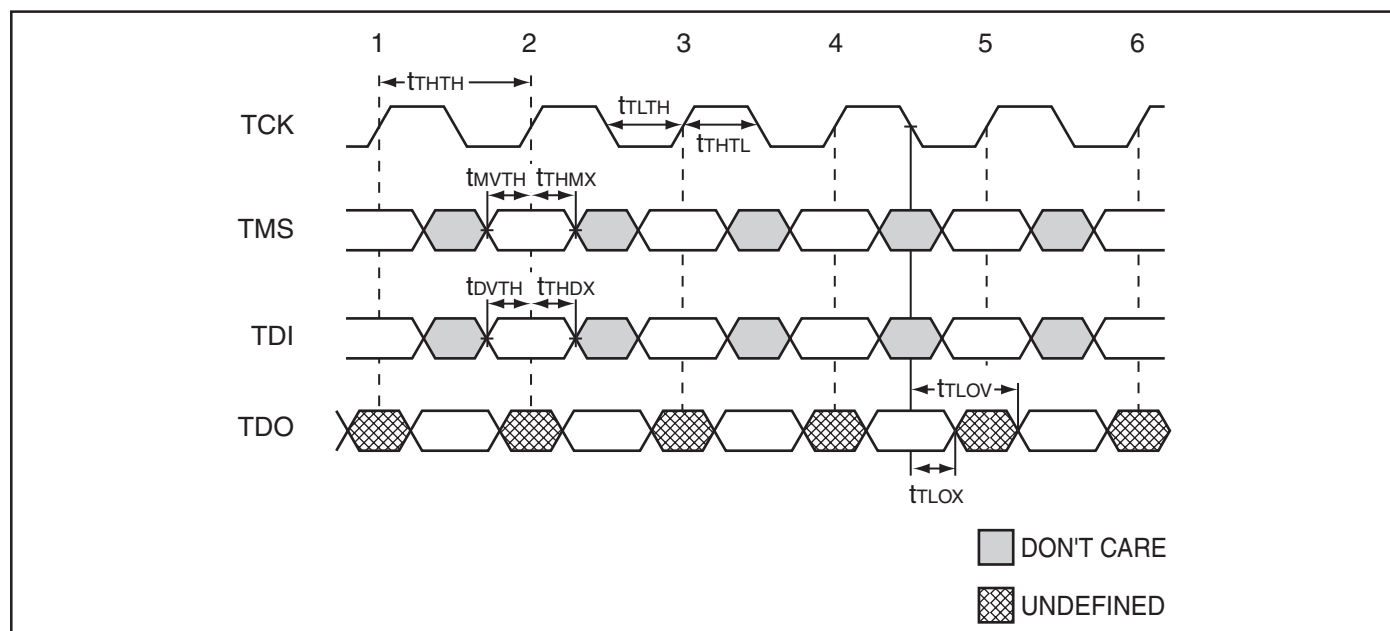 1 2 3 4 5 6
tTHTH
TCK
tTLTH
tTHTL
tMVTH tTHMX
TMS
tDVTH tTHDX
TDI
tTLOV
TDO
tTLOX
DON'T CARE
UNDEFINED